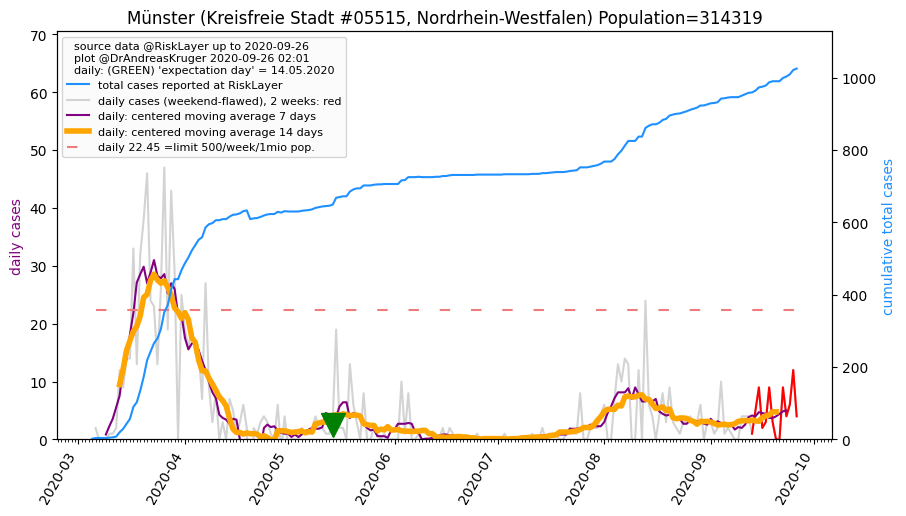 Münster (Kreisfreie Stadt #05515, Nordrhein-Westfalen) Population=314319
source data @RiskLayer up to 2020-09-26
plot @DrAndreasKruger 2020-09-26 02:01
daily: (GREEN) 'expectation day' = 14.05.2020
total cases reported at RiskLayer
daily cases (weekend-flawed), 2 weeks: red
daily: centered moving average 7 days
daily: centered moving average 14 days
daily 22.45 =limit 500/week/1mio pop.
daily cases
70
60
50
40
30
20
10
0
cumulative total cases
1000
800
600
400
200
0
2020-03
2020-04
2020-05
2020-06
2020-07
2020-08
2020-09
2020-10